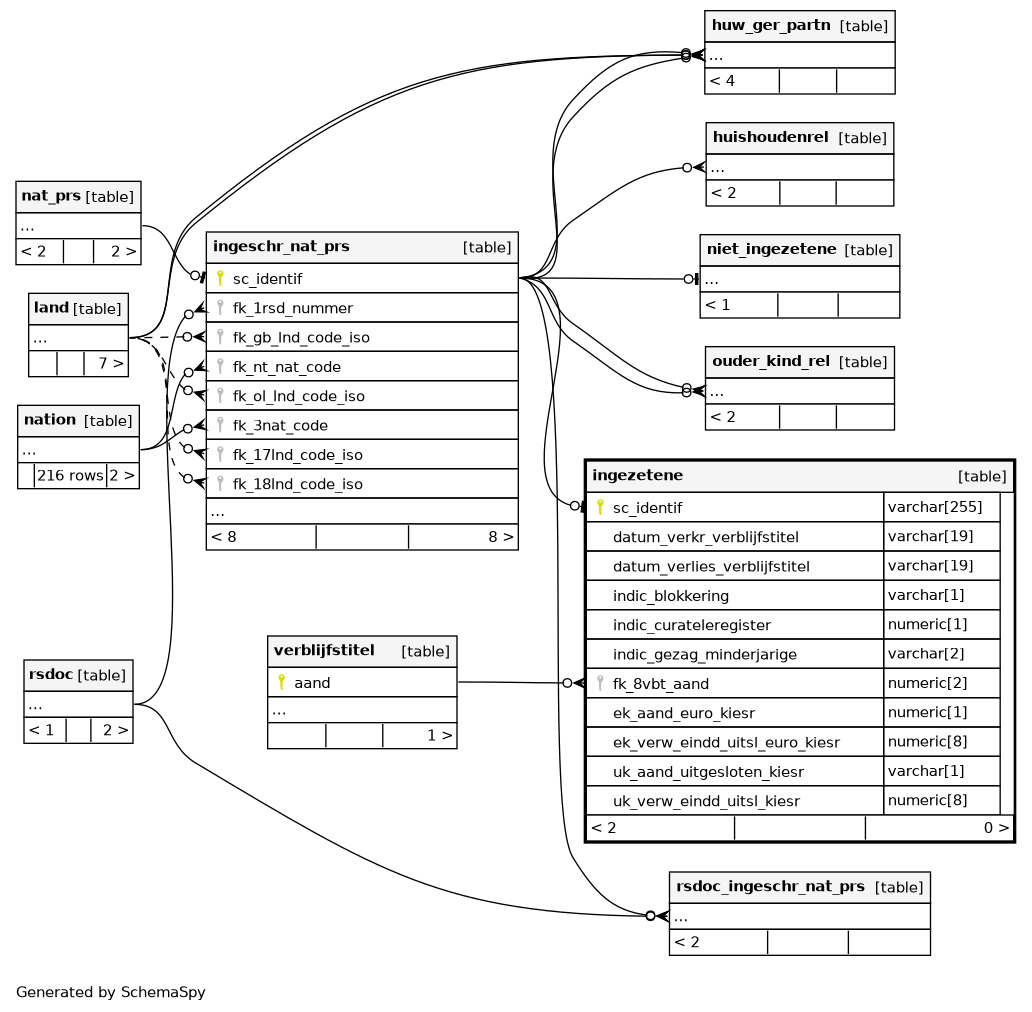 huw_ger_partn [table]
...
< 4
huishoudenrel [table]
...
< 2
nat_prs [table]
...
< 2 2 >
ingeschr_nat_prs [table]
sc_identif
fk_1rsd_nummer
fk_gb_lnd_code_iso
fk_nt_nat_code
fk_ol_lnd_code_iso
fk_3nat_code
fk_17lnd_code_iso
fk_18lnd_code_iso
...
< 8 8 >
niet_ingezetene [table]
...
< 1
land [table]
...
7 >
ouder_kind_rel [table]
...
< 2
nation [table]
...
216 rows 2 >
ingezetene [table]
sc_identif varchar[255]
datum_verkr_verblijfstitel varchar[19]
datum_verlies_verblijfstitel varchar[19]
indic_blokkering varchar[1]
indic_curateleregister numeric[1]
indic_gezag_minderjarige varchar[2]
fk_8vbt_aand numeric[2]
ek_aand_euro_kiesr numeric[1]
ek_verw_eindd_uitsl_euro_kiesr numeric[8]
uk_aand_uitgesloten_kiesr varchar[1]
uk_verw_eindd_uitsl_kiesr numeric[8]
< 2 0 >
verblijfstitel [table]
aand
...
1 >
rsdoc [table]
...
< 1 2 >
rsdoc_ingeschr_nat_prs [table]
...
< 2
Generated by SchemaSpy